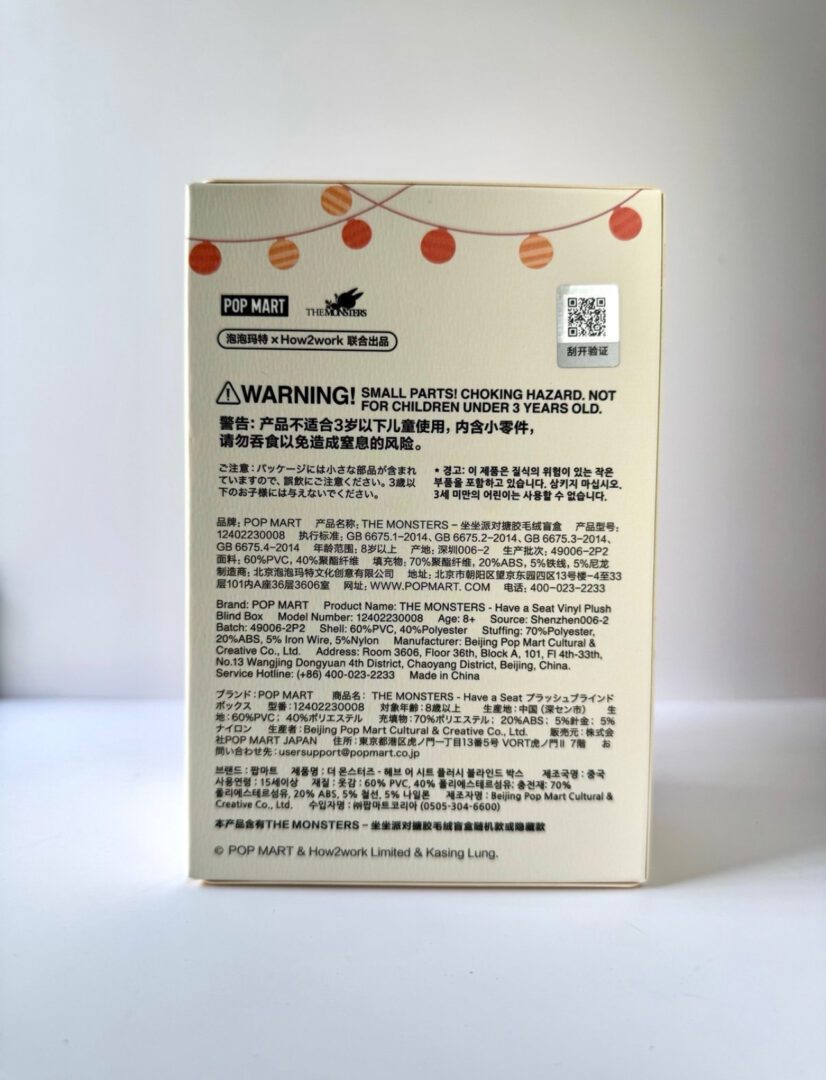 POP MART
THE MONSTERS
泡泡玛特 × How2work 联合出品
刮开验证
WARNING! SMALL PARTS! CHOKING HAZARD. NOT
FOR CHILDREN UNDER 3 YEARS OLD.
警告：产品不适合3岁以下儿童使用，内含小零件，
请勿吞食以免造成窒息的风险。
ご注意：パッケージには小さな部品が含まれ
ていますので、誤飲にご注意ください。3歳以
下のお子様には与えないでください。
* 경고: 이 제품은 질식의 위험이 있는 작은
부품을 포함하고 있습니다. 삼키지 마십시오.
3세 미만의 어린이는 사용할 수 없습니다.
品牌：POP MART 产品名称：THE MONSTERS – 坐坐派对搪胶毛绒盲盒 产品型号：
12402230008 执行标准：GB 6675.1–2014、GB 6675.2–2014、GB 6675.3–2014、
GB 6675.4–2014 年龄范围：8岁以上 产地：深圳006–2 生产批次：49006-2P2
面料：60%PVC，40%聚酯纤维 填充物：70%聚酯纤维，20%ABS，5%铁线，5%尼龙
制造商：北京泡泡玛特文化创意有限公司 地址：北京市朝阳区望京东园四区13号楼–4至33
层101内A座36层3606室 网址：WWW.POPMART. COM 电话：400-023-2233
Brand: POP MART Product Name: THE MONSTERS - Have a Seat Vinyl Plush
Blind Box Model Number: 12402230008 Age: 8+ Source: Shenzhen006-2
Batch: 49006-2P2 Shell: 60%PVC, 40%Polyester Stuffing: 70%Polyester,
20%ABS, 5% Iron Wire, 5%Nylon Manufacturer: Beijing Pop Mart Cultural &
Creative Co., Ltd. Address: Room 3606, Floor 36th, Block A, 101, Fl 4th-33th,
No.13 Wangjing Dongyuan 4th District, Chaoyang District, Beijing, China.
Service Hotline: (+86) 400-023-2233 Made in China
ブランド：POP MART 商品名： THE MONSTERS - Have a Seat プラッシュブラインド
ボックス 型番：12402230008 対象年齢：8歳以上 生産地：中国（深セン市） 生
地：60%PVC； 40%ポリエステル 充填物：70%ポリエステル； 20%ABS； 5%針金； 5%
ナイロン 生産者：Beijing Pop Mart Cultural & Creative Co., Ltd. 販売元：株式会
社POP MART JAPAN 住所：東京都港区虎ノ門一丁目13番5号 VORT虎ノ門II 7階 お
問い合わせ先：usersupport@popmart.co.jp
브랜드 : 팝마트 제품명 : 더 몬스터즈 - 헤브 어 시트 플러시 블라인드 박스 제조국명 : 중국
사용연령 : 15세이상 재질 : 옷감 : 60% PVC, 40% 폴리에스테르섬유; 충전재: 70%
폴리에스테르섬유, 20% ABS, 5% 철선, 5% 나일론 제조자명 : Beijing Pop Mart Cultural &
Creative Co., Ltd. 수입자명 : ㈜팝마트코리아 (0505-304-6600)
本产品含有THE MONSTERS – 坐坐派对搪胶毛绒盲盒随机款或隐藏款
© POP MART & How2work Limited & Kasing Lung.